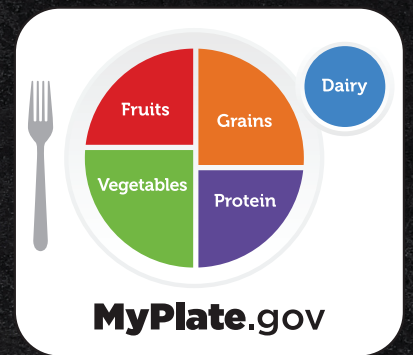 Fruits
Grains
Dairy
Vegetables
Protein
MyPlate.gov